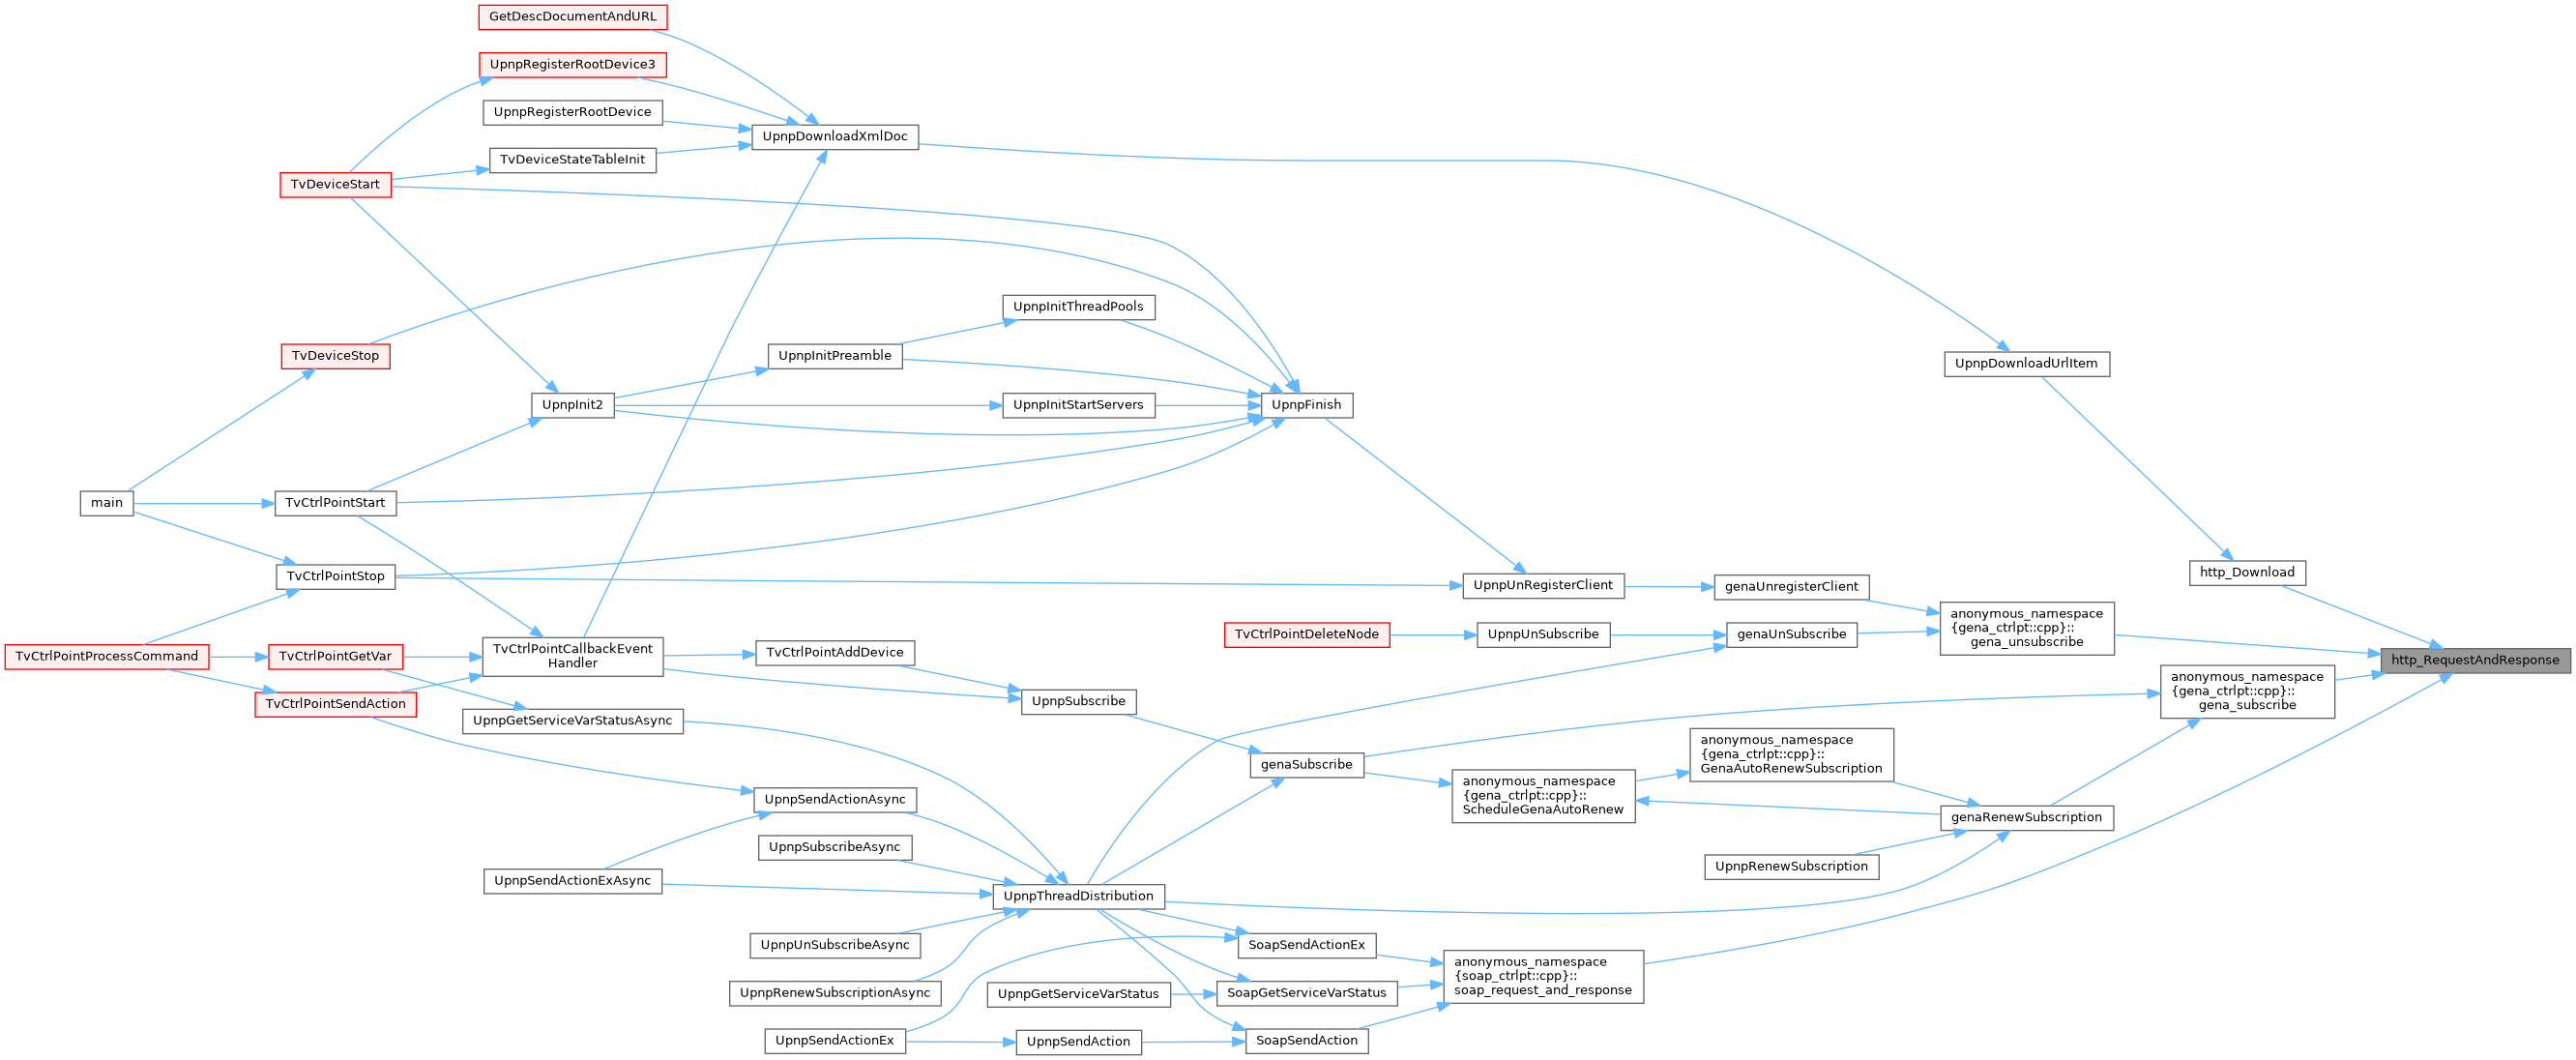 GetDescDocumentAndURL
UpnpRegisterRootDevice3
UpnpRegisterRootDevice
UpnpDownloadXmlDoc
TvDeviceStateTableInit
TvDeviceStart
UpnpInitThreadPools
TvDeviceStop
UpnpInitPreamble
UpnpDownloadUrlItem
UpnpInit2
UpnpInitStartServers
UpnpFinish
main
TvCtrlPointStart
TvCtrlPointStop
UpnpUnRegisterClient
genaUnregisterClient
http_Download
anonymous_namespace
{gena_ctrlpt::cpp}::
gena_unsubscribe
TvCtrlPointDeleteNode
UpnpUnSubscribe
genaUnSubscribe
TvCtrlPointProcessCommand
TvCtrlPointGetVar
TvCtrlPointCallbackEvent
Handler
TvCtrlPointAddDevice
http_RequestAndResponse
anonymous_namespace
{gena_ctrlpt::cpp}::
gena_subscribe
TvCtrlPointSendAction
UpnpGetServiceVarStatusAsync
UpnpSubscribe
genaSubscribe
anonymous_namespace
{gena_ctrlpt::cpp}::
GenaAutoRenewSubscription
anonymous_namespace
{gena_ctrlpt::cpp}::
ScheduleGenaAutoRenew
UpnpSendActionAsync
genaRenewSubscription
UpnpSubscribeAsync
UpnpRenewSubscription
UpnpSendActionExAsync
UpnpThreadDistribution
UpnpUnSubscribeAsync
SoapSendActionEx
anonymous_namespace
{soap_ctrlpt::cpp}::
soap_request_and_response
UpnpRenewSubscriptionAsync
UpnpGetServiceVarStatus
SoapGetServiceVarStatus
UpnpSendActionEx
UpnpSendAction
SoapSendAction